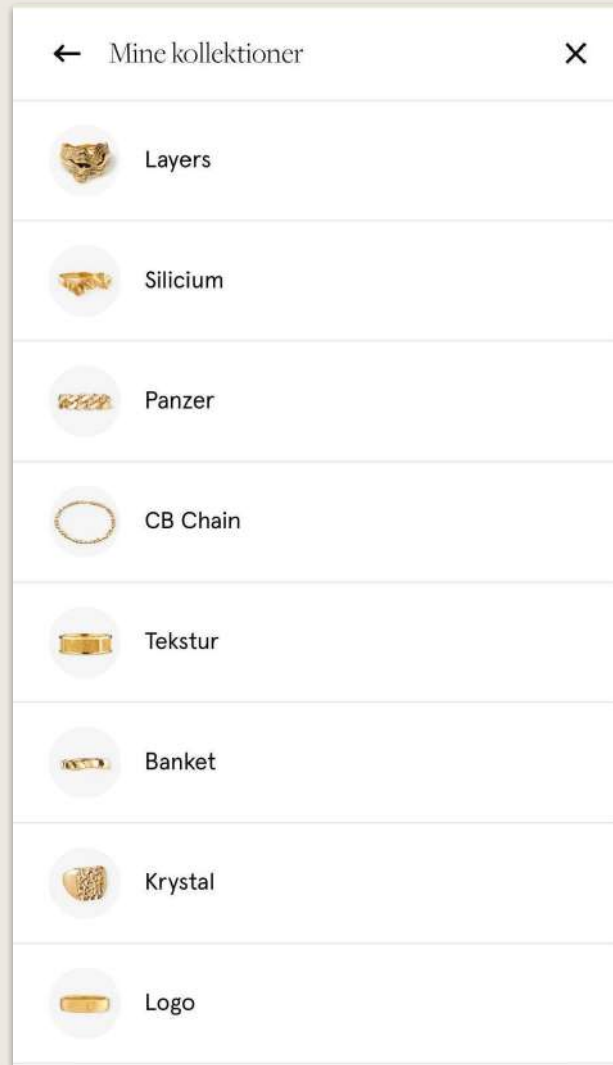 Mine kollektioner
Layers
Silicium
Panzer
CB Chain
Tekstur
Banket
Krystal
Logo